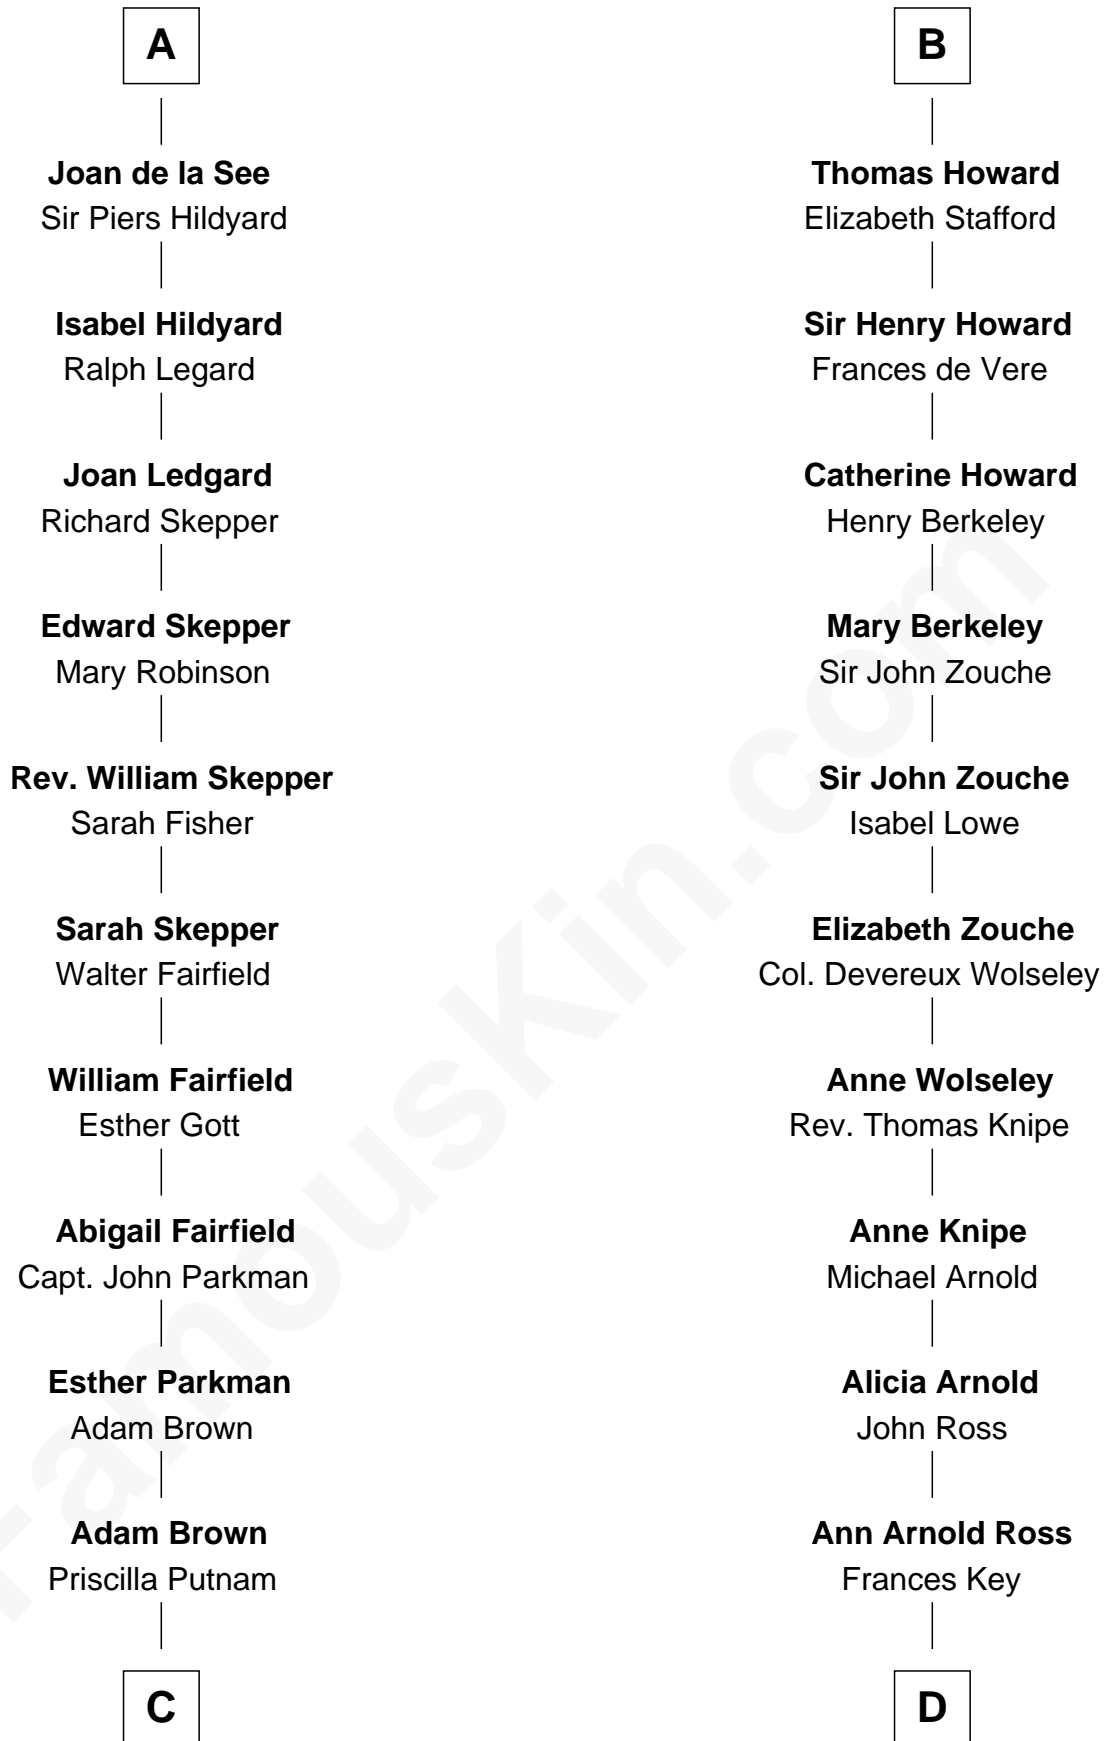 A
Joan de la See
Sir Piers Hildyard
Isabel Hildyard
Ralph Legard
Joan Ledgard
Richard Skepper
Edward Skepper
Mary Robinson
Rev. William Skepper
Sarah Fisher
Sarah Skepper
Walter Fairfield
William Fairfield
Esther Gott
Abigail Fairfield
Capt. John Parkman
Esther Parkman
Adam Brown
Adam Brown
Priscilla Putnam
C
B
Thomas Howard
Elizabeth Stafford
Sir Henry Howard
Frances de Vere
Catherine Howard
Henry Berkeley
Mary Berkeley
Sir John Zouche
Sir John Zouche
Isabel Lowe
Elizabeth Zouche
Col. Devereux Wolseley
Anne Wolseley
Rev. Thomas Knipe
Anne Knipe
Michael Arnold
Alicia Arnold
John Ross
Ann Arnold Ross
Frances Key
D
FamousKin.com